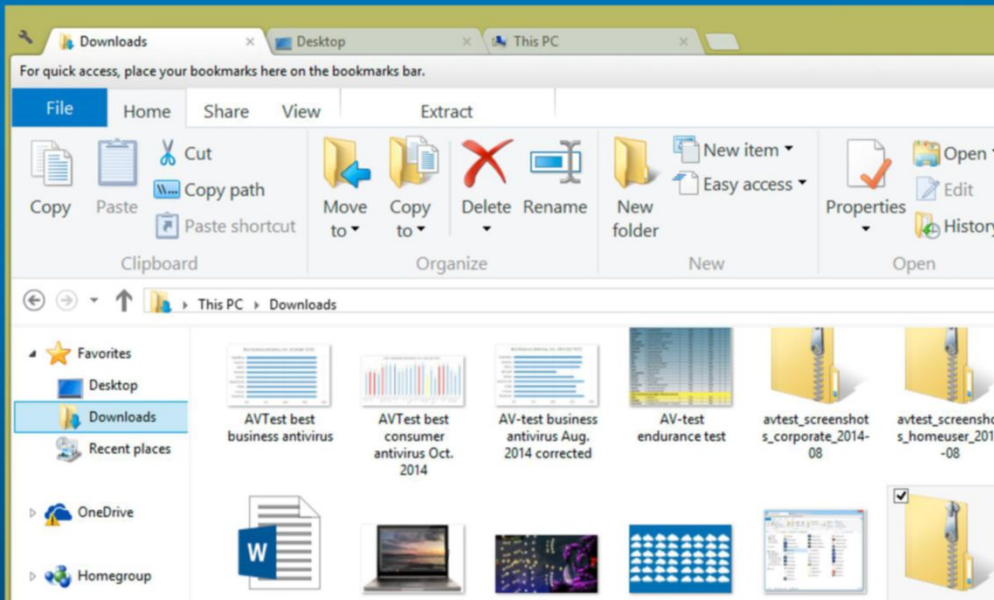 Downloads
Desktop
This PC
For quick access, place your bookmarks here on the bookmarks bar.
File
Home
Share
View
Extract
Copy
Paste
Cut
Copy path
Paste shortcut
Clipboard
Move
to
Copy
to
Delete
Rename
Organize
New
folder
New item
Easy access
New
Properties
Open
Edit
History
Open
This PC
Downloads
Favorites
Desktop
Downloads
Recent places
OneDrive
Homegroup
AVTest best
business antivirus
AVTest best
consumer
antivirus Oct.
2014
AV-test business
antivirus Aug.
2014 corrected
AV-test
endurance test
avtest_screenshot
s_corporate_2014-
08
avtest_screensho
s_homeuser_201
-08
W